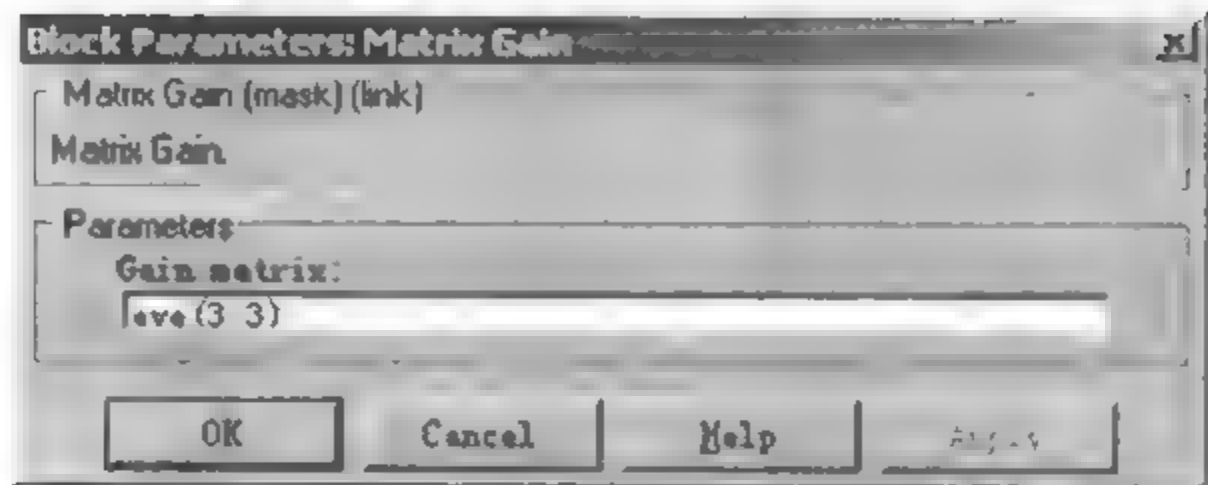 Block Parameters: Matrix Gain
Matrix Gain (mask) (link)
Matrix Gain.
Parameters
Gain matrix:
eye(3 3)
OK
Cancel
Help
Apply